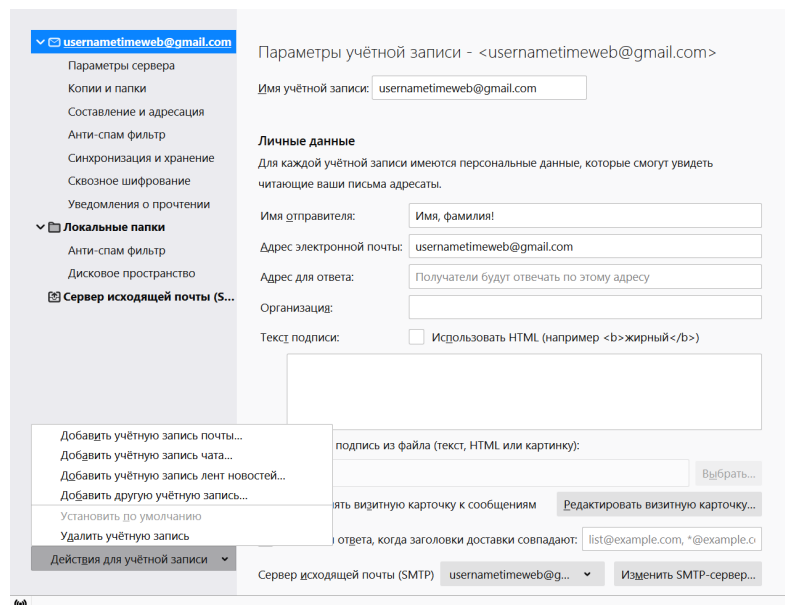 usernametimeweb@gmail.com
Параметры сервера
Копии и папки
Составление и адресация
Анти-спам фильтр
Синхронизация и хранение
Сквозное шифрование
Уведомления о прочтении
Локальные папки
Анти-спам фильтр
Дисковое пространство
Сервер исходящей почты (S...
Добавить учётную запись почты...
Добавить учётную запись чата...
Добавить учётную запись лент новостей...
Добавить другую учётную запись...
Установить по умолчанию
Удалить учётную запись
Действия для учётной записи
Параметры учётной записи - <usernametimeweb@gmail.com>
Имя учётной записи: usernametimeweb@gmail.com
Личные данные
Для каждой учётной записи имеются персональные данные, которые смогут увидеть
читающие ваши письма адресаты.
Имя отправителя: Имя, фамилия!
Адрес электронной почты: usernametimeweb@gmail.com
Адрес для ответа: Получатели будут отвечать по этому адресу
Организация:
Текст подписи: Использовать HTML (например <b>жирный</b>)
подпись из файла (текст, HTML или картинку):
Выбрать...
визитную карточку к сообщениям Редактировать визитную карточку...
ответа, когда заголовки доставки совпадают: list@example.com, *@example.co
Сервер исходящей почты (SMTP) usernametimeweb@g... Изменить SMTP-сервер...